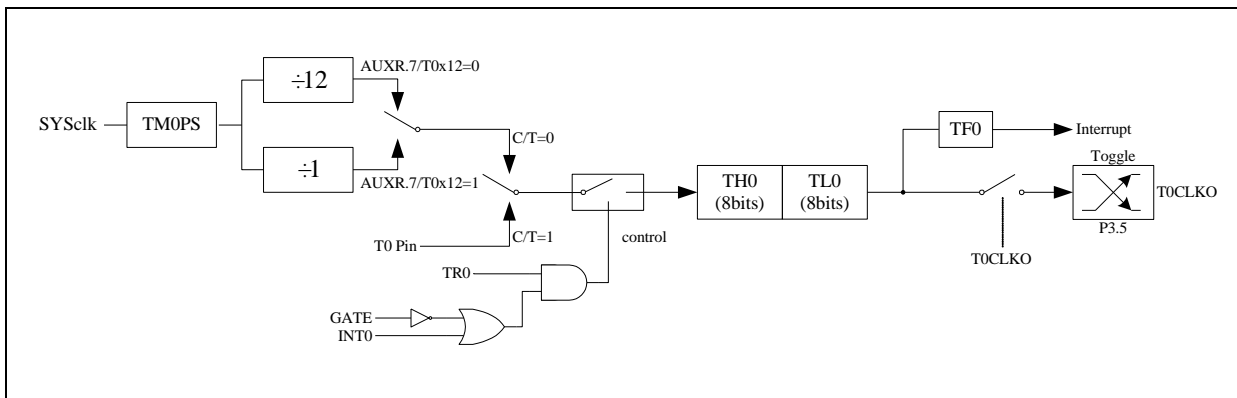 SYSclk
TM0PS
÷12
÷1
AUXR.7/T0x12=0
AUXR.7/T0x12=1
C/T=0
C/T=1
T0 Pin
TR0
GATE
INT0
control
TH0
(8bits)
TL0
(8bits)
TF0
Interrupt
Toggle
T0CLKO
P3.5
T0CLKO